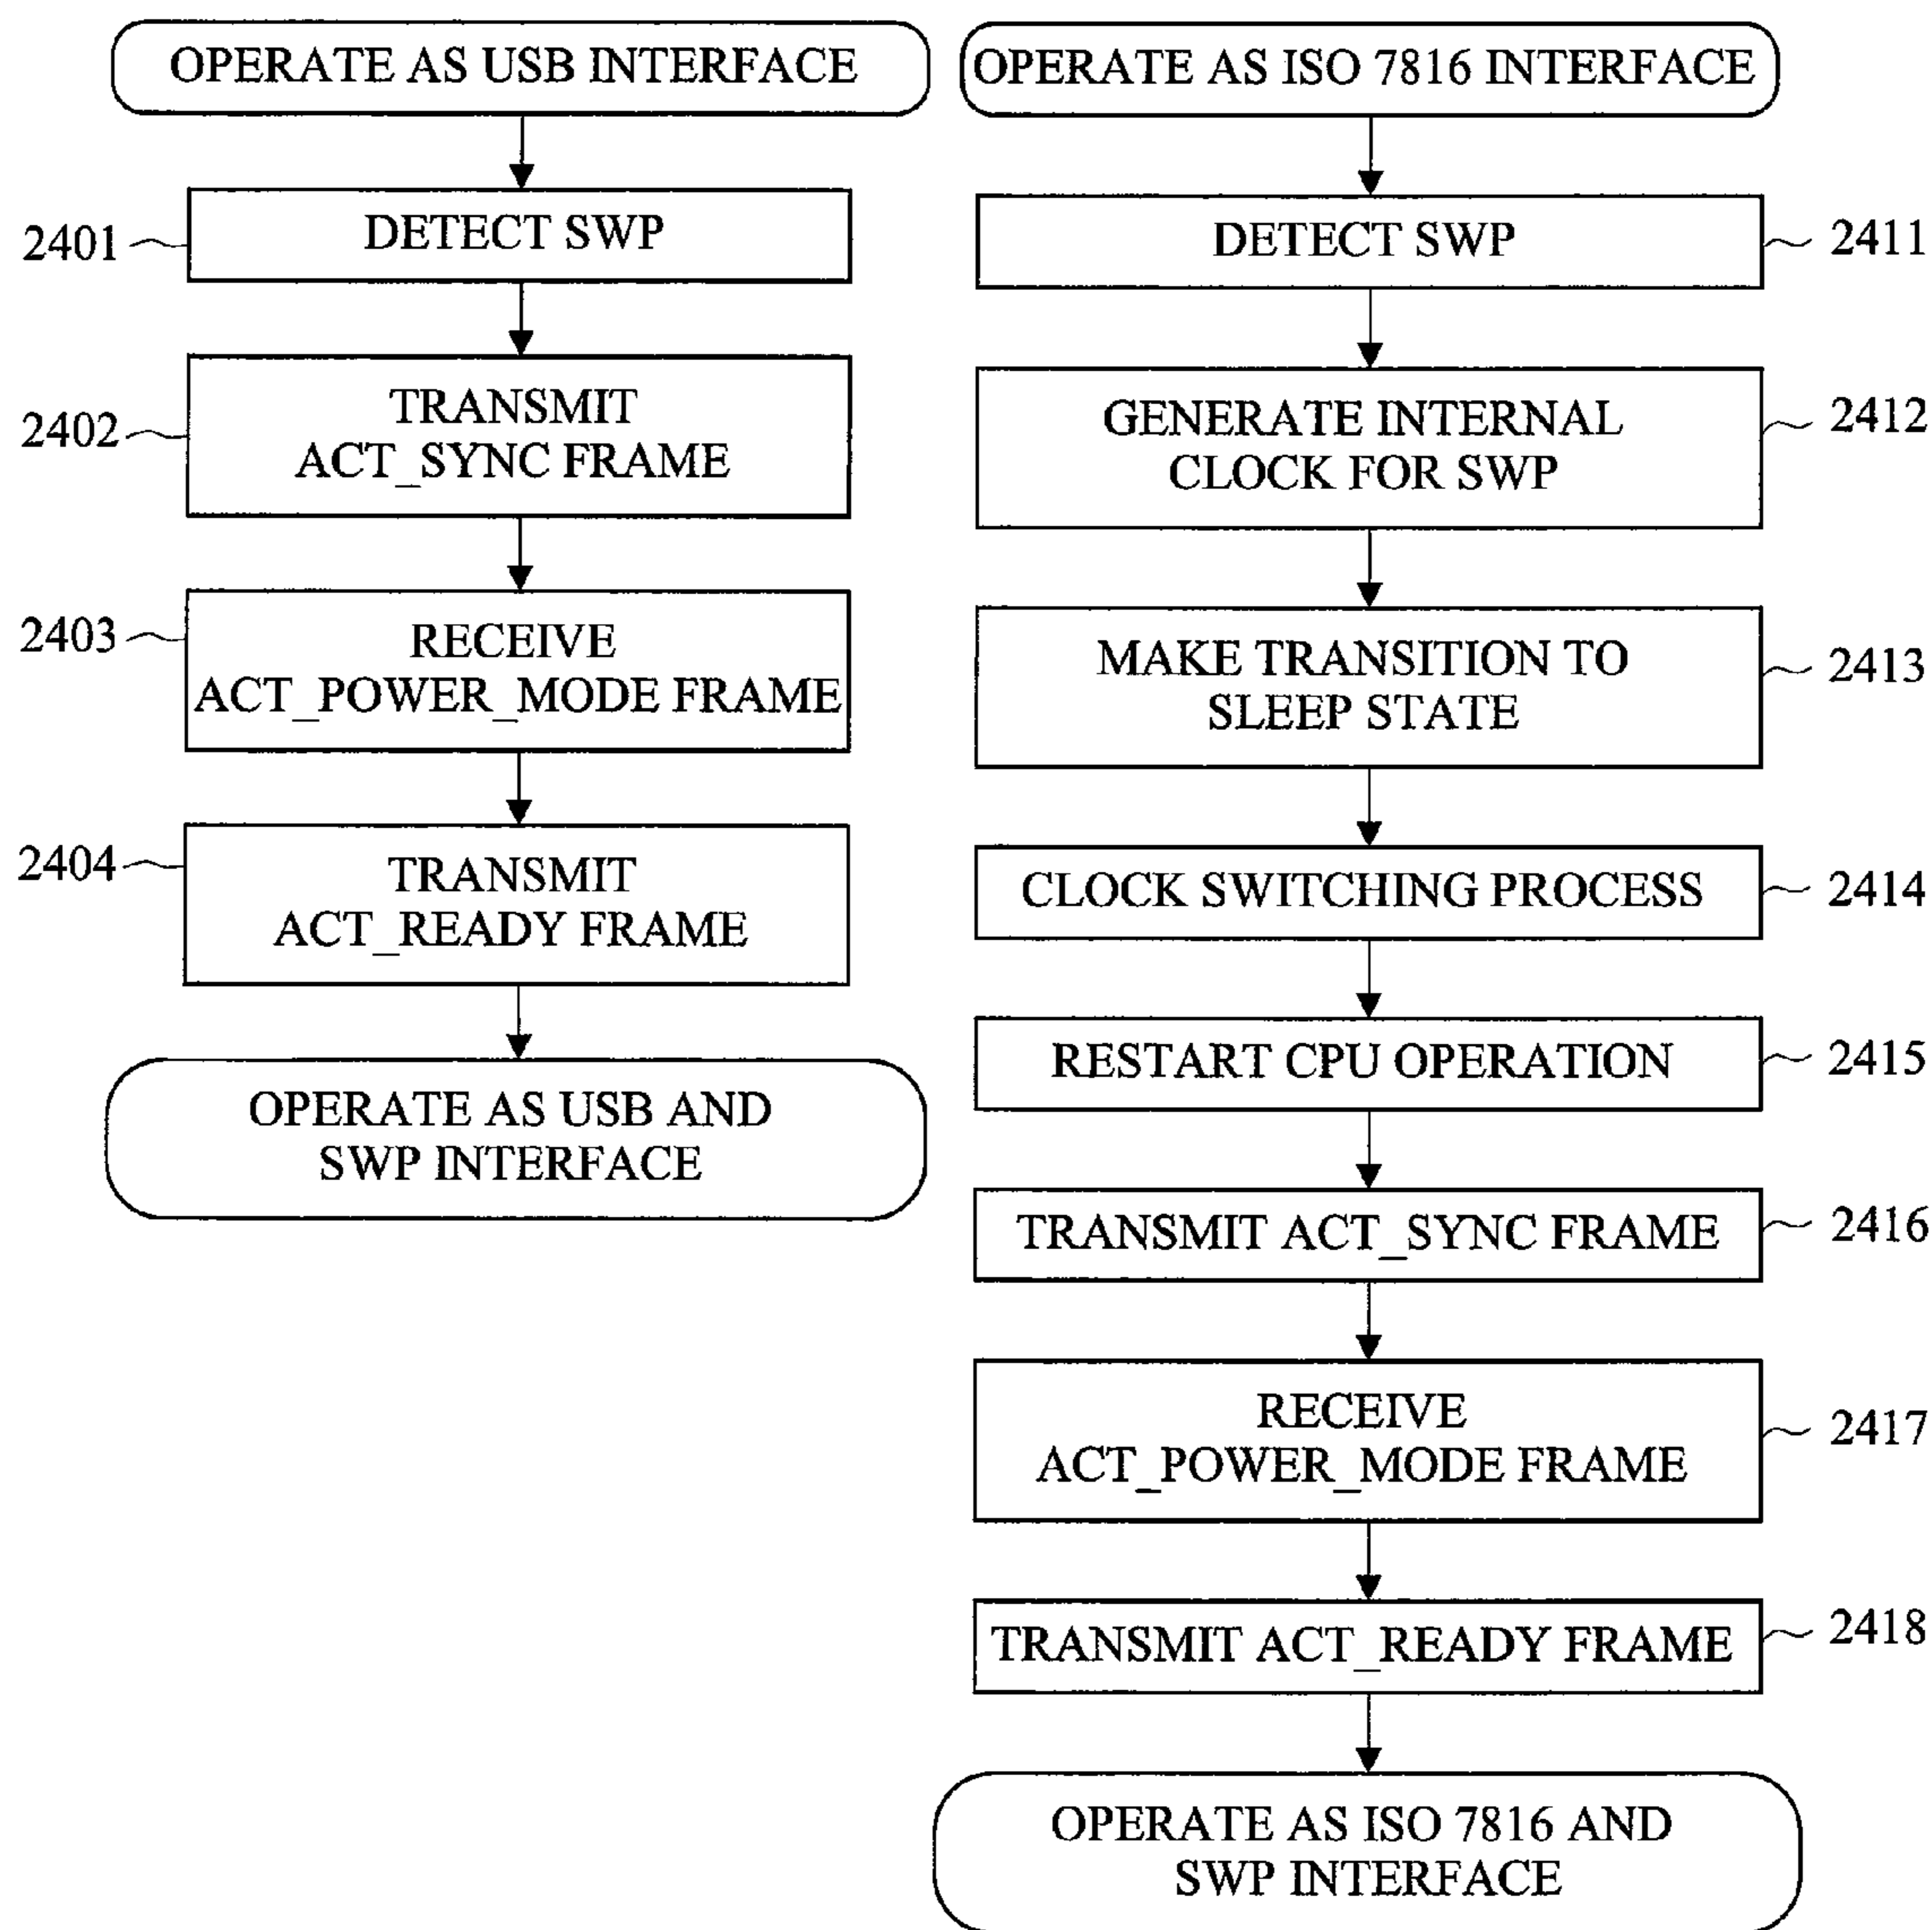 OPERATE AS USB INTERFACE
2401
DETECT SWP
2402
TRANSMIT
ACT_SYNC FRAME
2403
RECEIVE
ACT_POWER_MODE FRAME
2404
TRANSMIT
ACT_READY FRAME
OPERATE AS USB AND
SWP INTERFACE
OPERATE AS ISO 7816 INTERFACE
DETECT SWP
2411
GENERATE INTERNAL
CLOCK FOR SWP
2412
MAKE TRANSITION TO
SLEEP STATE
2413
CLOCK SWITCHING PROCESS
2414
RESTART CPU OPERATION
2415
TRANSMIT ACT_SYNC FRAME
2416
RECEIVE
ACT_POWER_MODE FRAME
2417
TRANSMIT ACT_READY FRAME
2418
OPERATE AS ISO 7816 AND
SWP INTERFACE